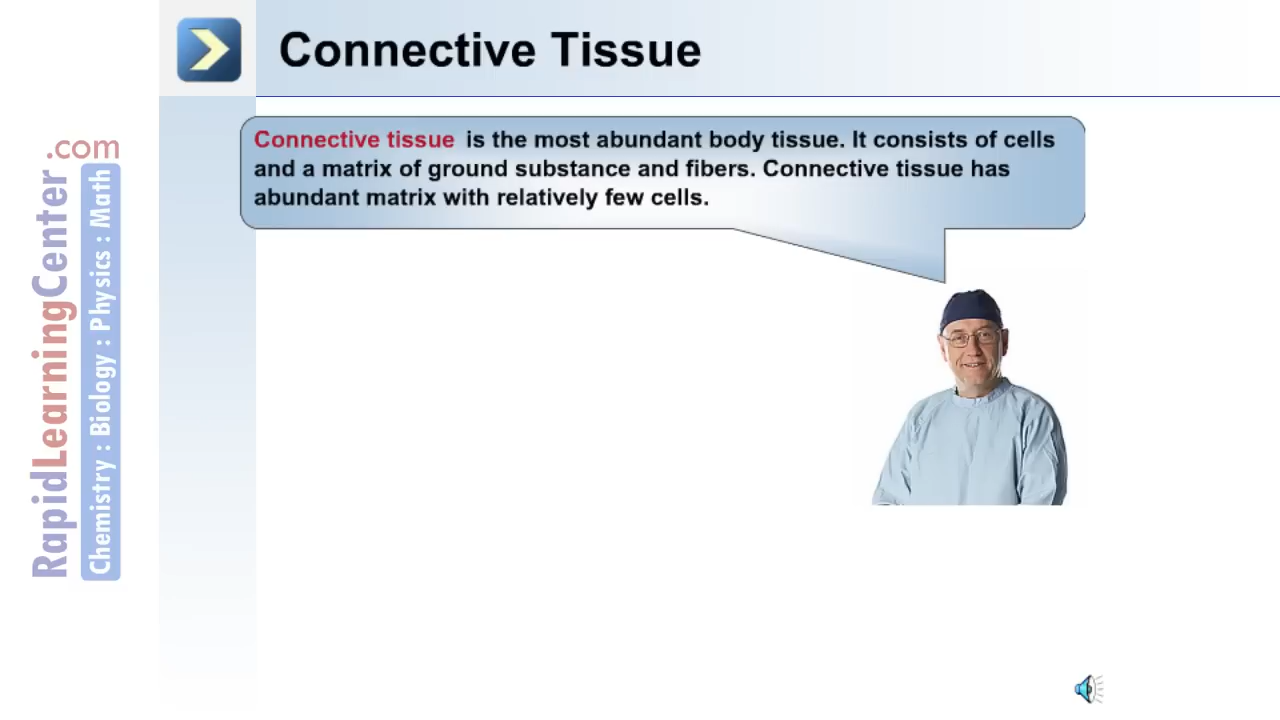 Connective Tissue
Connective tissue is the most abundant body tissue. It consists of cells
and a matrix of ground substance and fibers. Connective tissue has
abundant matrix with relatively few cells.
RapidLearningCenter.com
Chemistry : Biology : Physics : Math